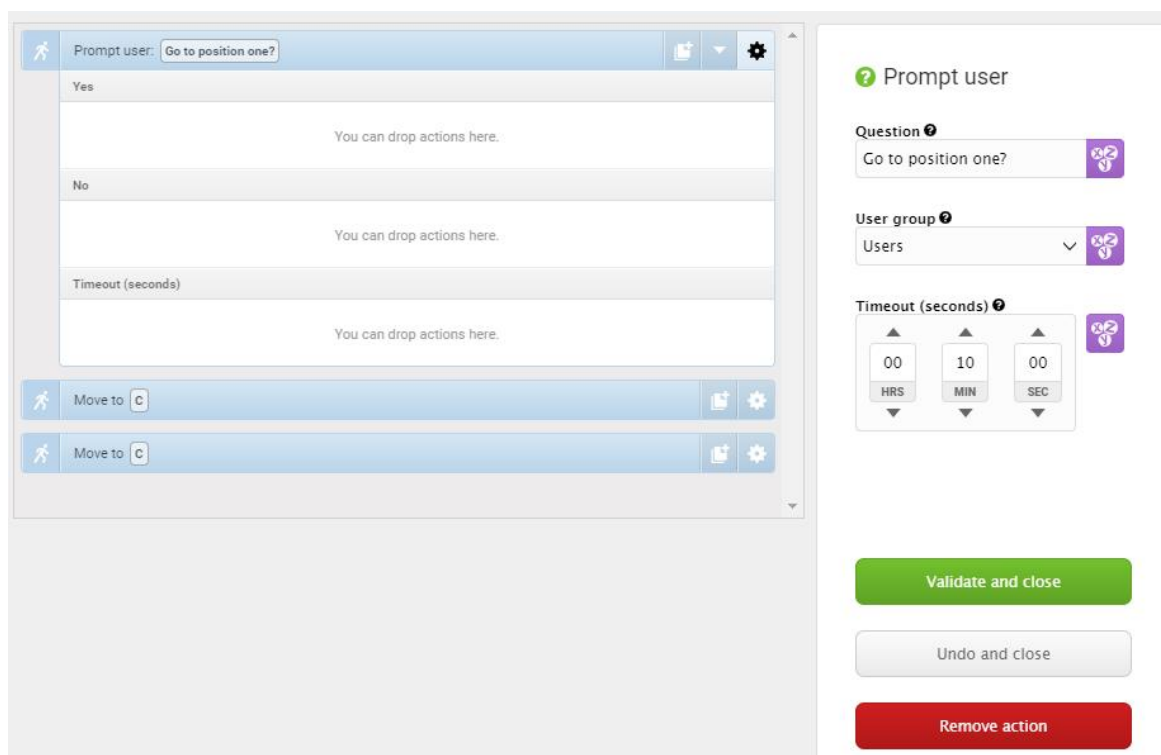 Prompt user: Go to position one?
Yes
You can drop actions here.
No
You can drop actions here.
Timeout (seconds)
You can drop actions here.
Move to C
Move to C
Prompt user
Question
Go to position one?
User group
Users
Timeout (seconds)
00 10 00
HRS MIN SEC
Validate and close
Undo and close
Remove action